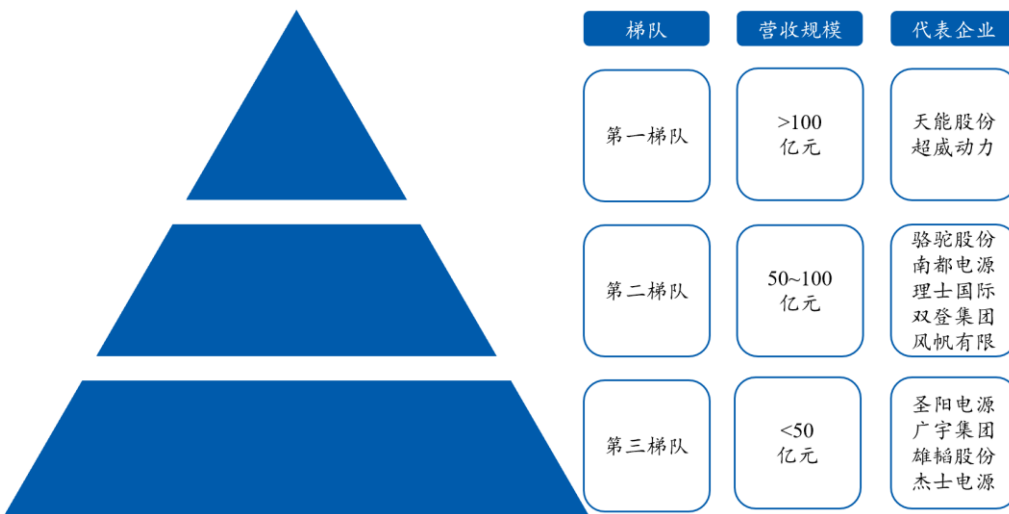 梯队
营收规模
代表企业
第一梯队
>100
亿元
天能股份
超威动力
第二梯队
50~100
亿元
骆驼股份
南都电源
理士国际
双登集团
风帆有限
第三梯队
<50
亿元
圣阳电源
广宇集团
雄韬股份
杰士电源